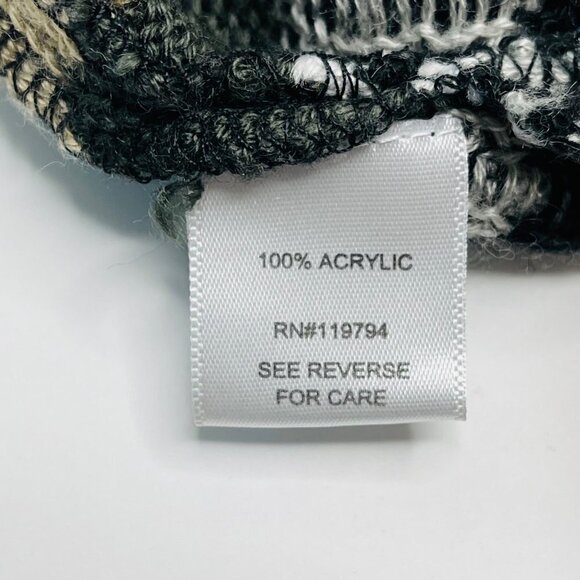 100% ACRYLIC
RN#119794
SEE REVERSE
FOR CARE